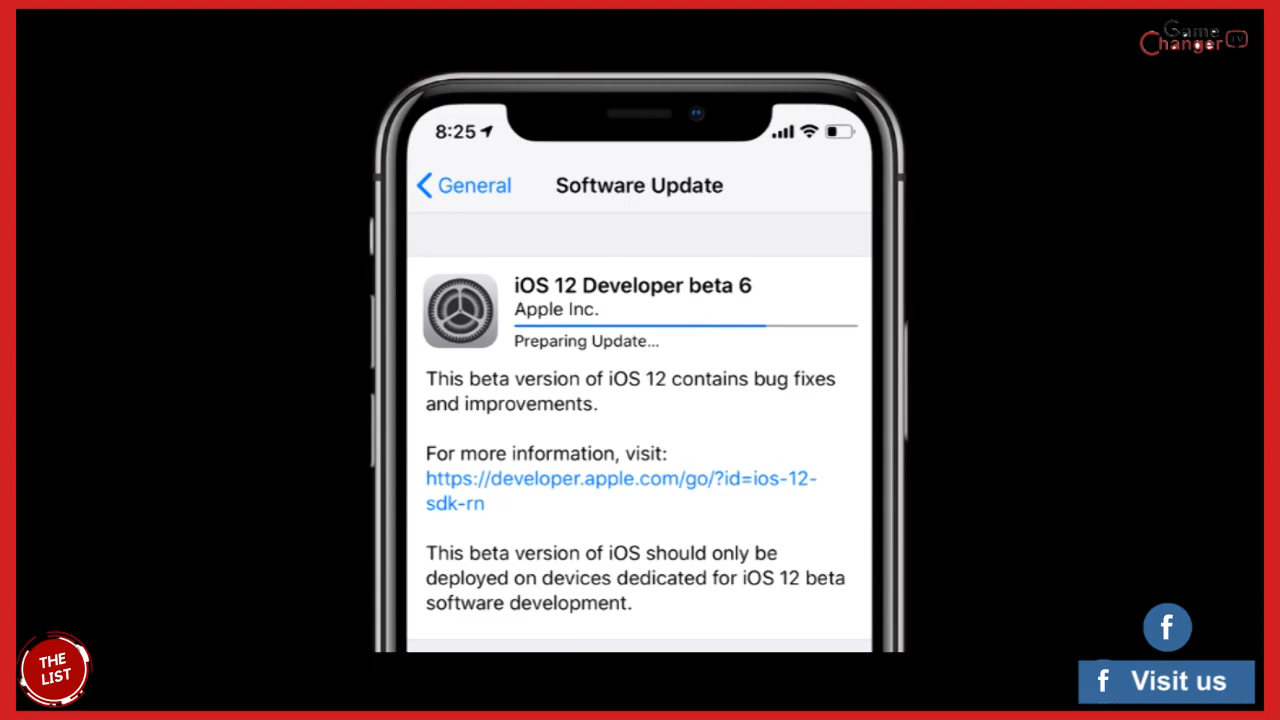 Game
Changer TV
8:25
General
Software Update
iOS 12 Developer beta 6
Apple Inc.
Preparing Update...
This beta version of iOS 12 contains bug fixes
and improvements.
For more information, visit:
https://developer.apple.com/go/?id=ios-12-
sdk-rn
This beta version of iOS should only be
deployed on devices dedicated for iOS 12 beta
software development.
THE
LIST
f
f Visit us